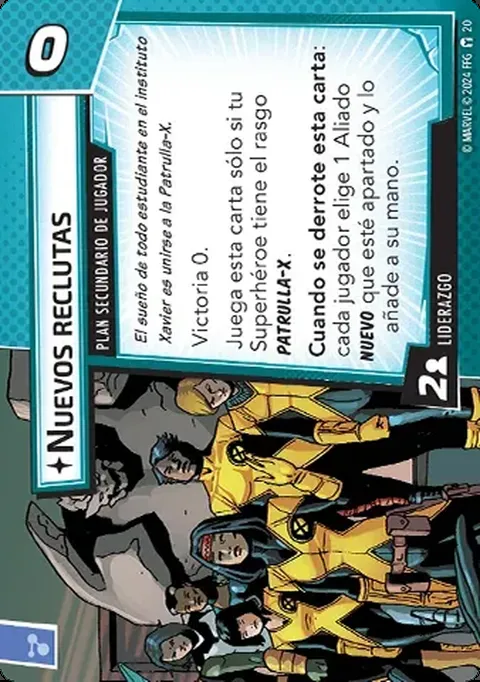 0
NUEVOS RECLUTAS
PLAN SECUNDARIO DE JUGADOR
El sueño de todo estudiante en el Instituto
Xavier es unirse a la Patrulla-X.
Victoria 0.
Juega esta carta sólo si tu
Superhéroe tiene el rasgo
PATRULLA-X.
Cuando se derrote esta carta:
cada jugador elige 1 Aliado
NUEVO que esté apartado y lo
añade a su mano.
2
LIDERAZGO
© MARVEL © 2024 FFG 20